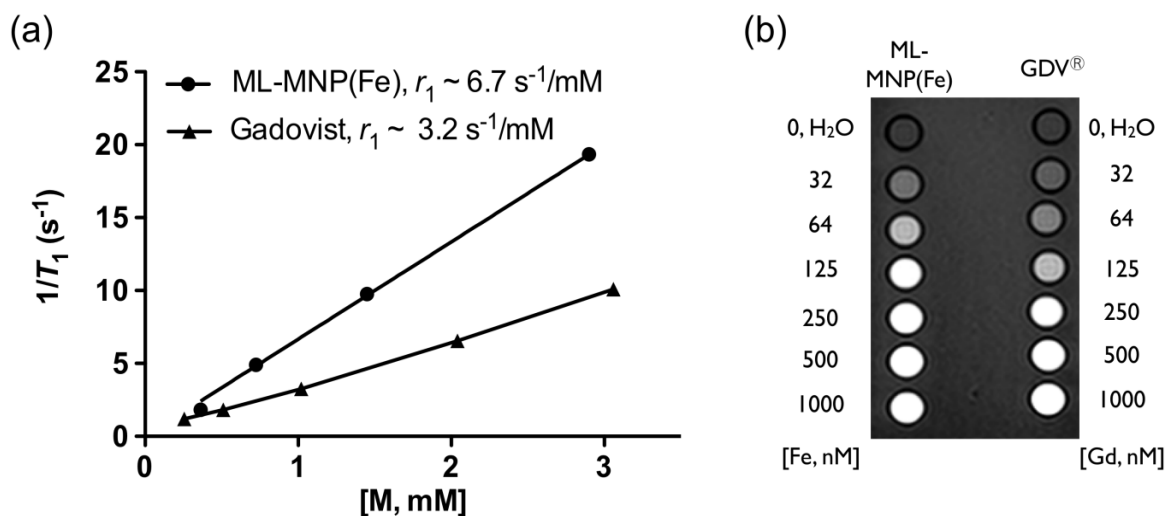 (a)
25
20
15
10
5
0
1/T₁ (s⁻¹)
ML-MNP(Fe), r₁ ~ 6.7 s⁻¹/mM
Gadovist, r₁ ~ 3.2 s⁻¹/mM
0 1 2 3
[M, mM]
(b)
ML-
MNP(Fe)
GDV®
0, H₂O 0, H₂O
32 32
64 64
125 125
250 250
500 500
1000 1000
[Fe, nM] [Gd, nM]